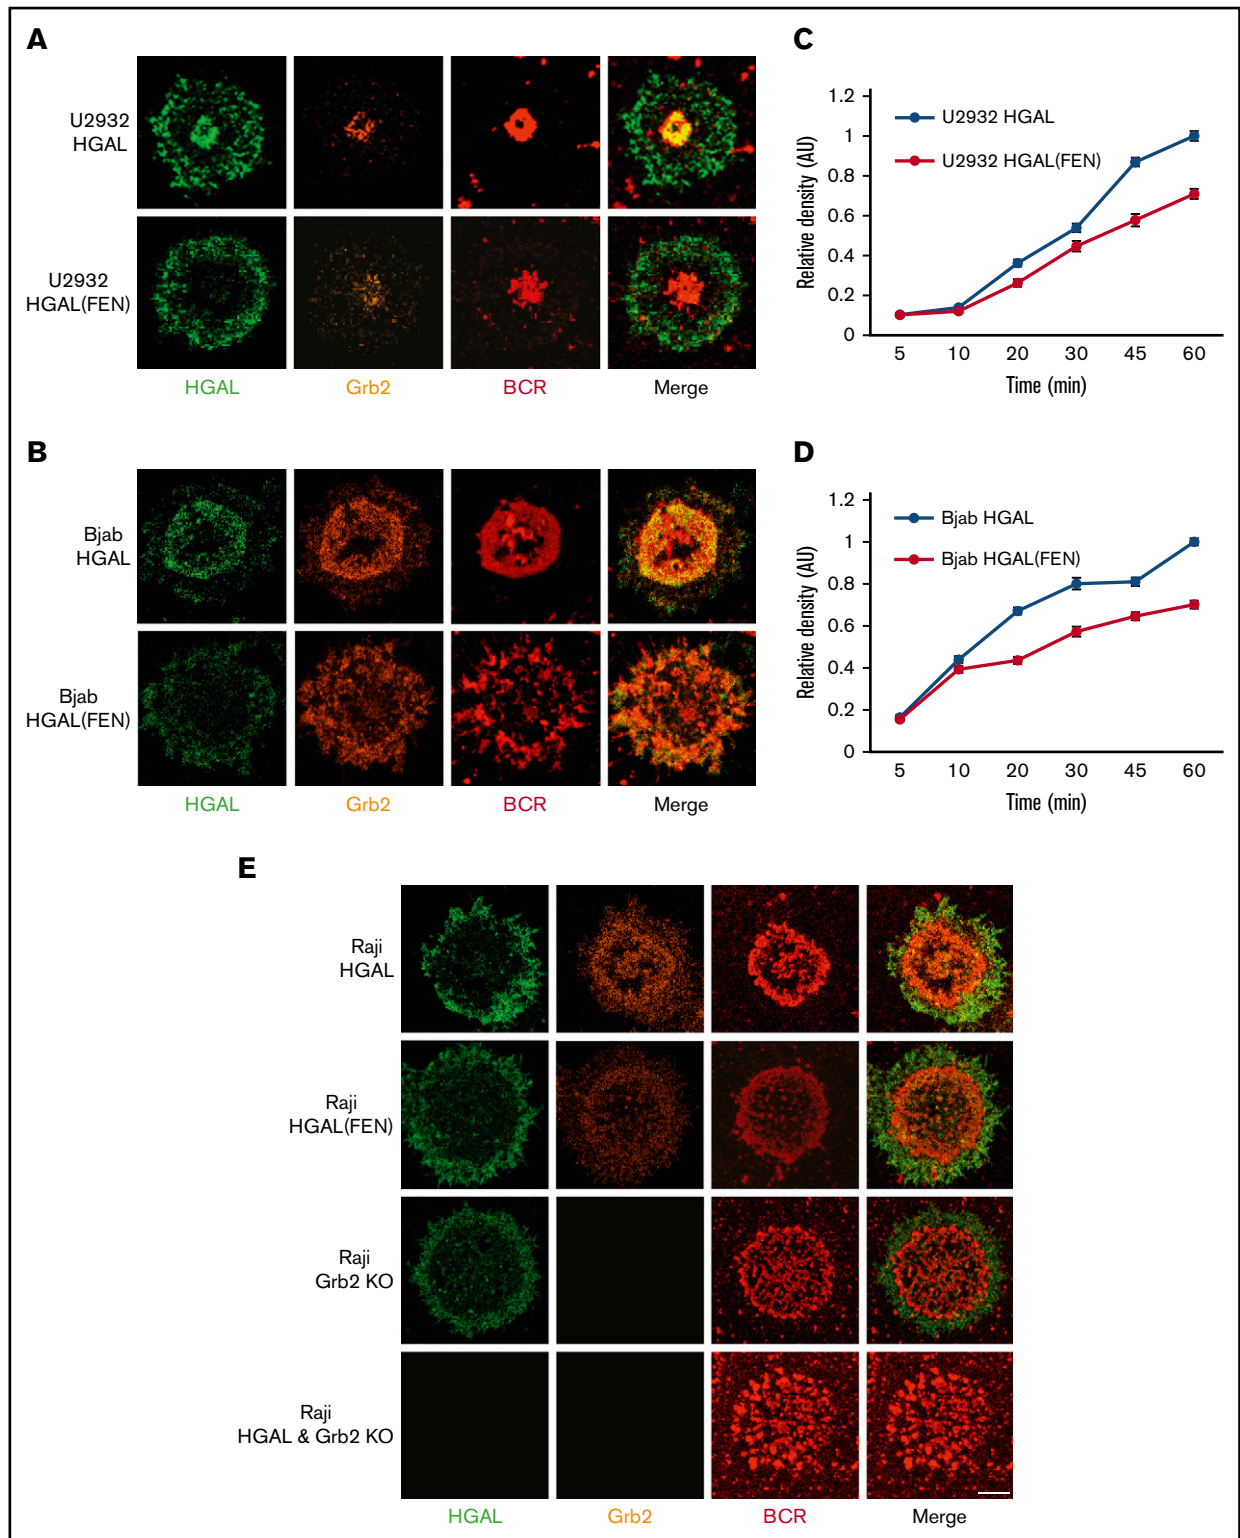 A
U2932
HGAL
U2932
HGAL(FEN)
HGAL
Grb2
BCR
Merge
C
1.2
1
0.8
0.6
0.4
0.2
0
Relative density (AU)
U2932 HGAL
U2932 HGAL(FEN)
5
10
20
30
45
60
Time (min)
B
Bjab
HGAL
Bjab
HGAL(FEN)
HGAL
Grb2
BCR
Merge
D
1.2
1
0.8
0.6
0.4
0.2
0
Relative density (AU)
Bjab HGAL
Bjab HGAL(FEN)
5
10
20
30
45
60
Time (min)
E
Raji
HGAL
Raji
HGAL(FEN)
Raji
Grb2 KO
Raji
HGAL & Grb2 KO
HGAL
Grb2
BCR
Merge